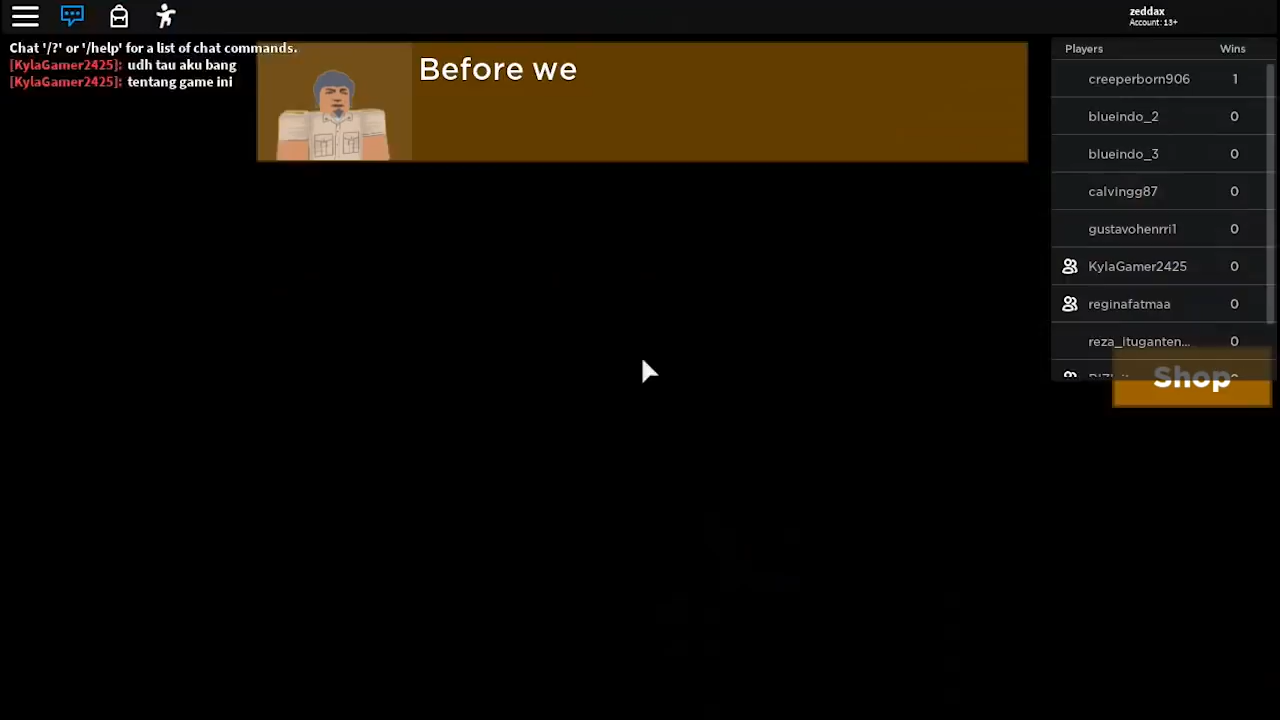 zeddax
Account: 13+
Chat '/?' or '/help' for a list of chat commands.
[KylaGamer2425]: udh tau aku bang
[KylaGamer2425]: tentang game ini
Before we
Players Wins
creeperborn906 1
blueindo_2 0
blueindo_3 0
calvingg87 0
gustavohenrri1 0
KylaGamer2425 0
reginafatmaa 0
reza_ituganten... 0
Shop